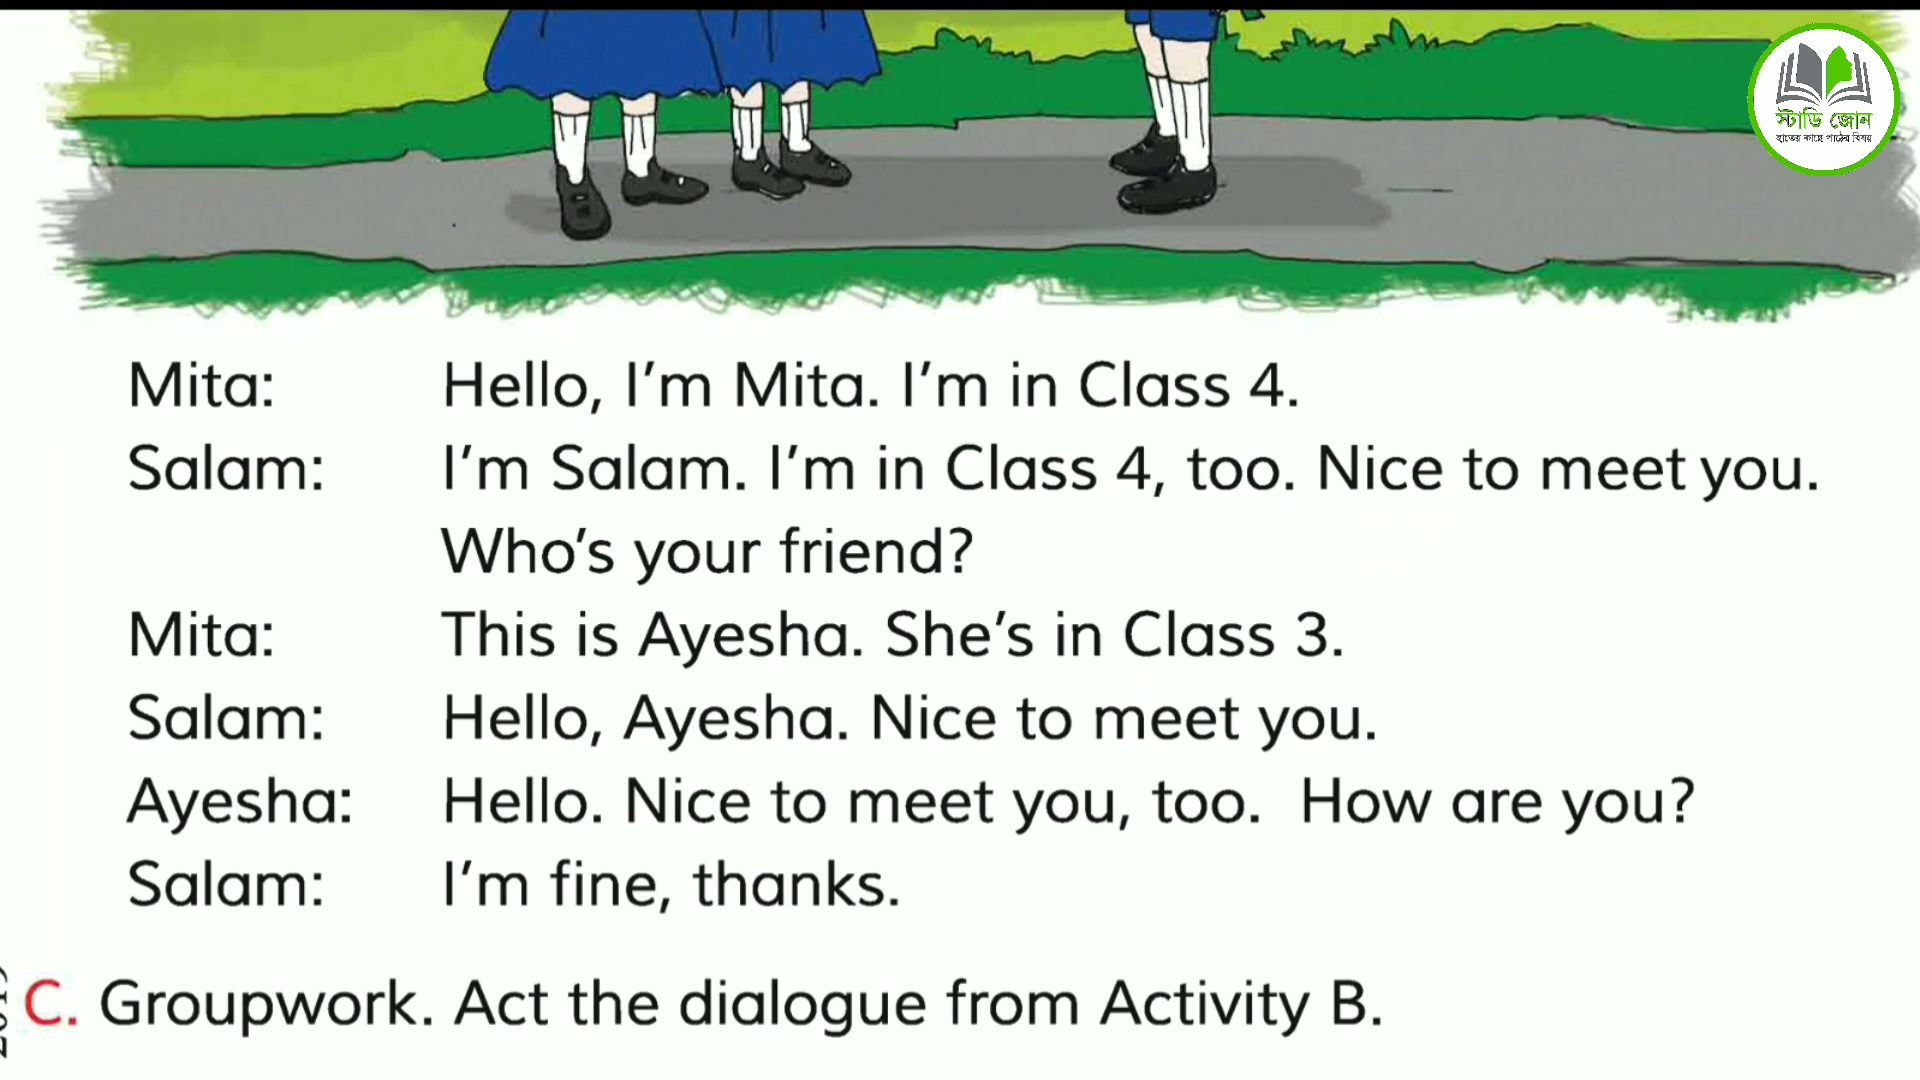 স্টাডি জোন
হাতের কাছে পাঠের বিষয়
Mita: Hello, I’m Mita. I’m in Class 4.
Salam: I’m Salam. I’m in Class 4, too. Nice to meet you.
Who’s your friend?
Mita: This is Ayesha. She’s in Class 3.
Salam: Hello, Ayesha. Nice to meet you.
Ayesha: Hello. Nice to meet you, too. How are you?
Salam: I’m fine, thanks.
C. Groupwork. Act the dialogue from Activity B.